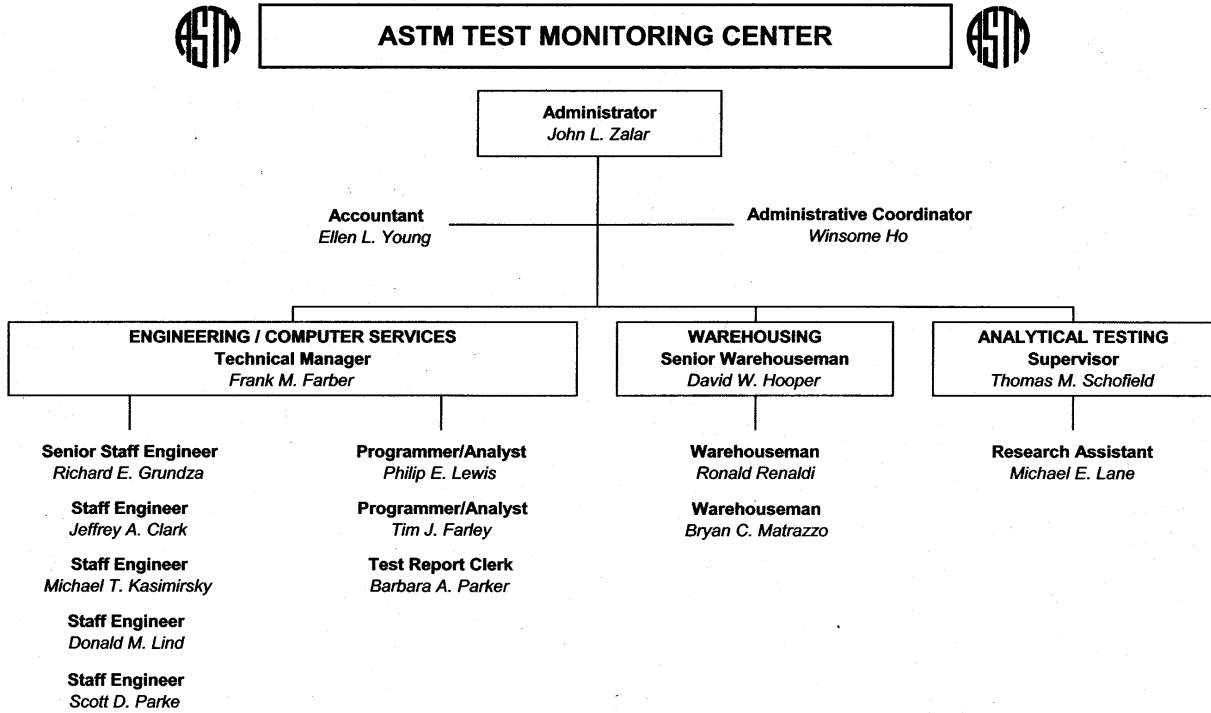 ASTM
ASTM TEST MONITORING CENTER
ASTM
Administrator
John L. Zalar
Accountant
Ellen L. Young
Administrative Coordinator
Winsome Ho
ENGINEERING / COMPUTER SERVICES
Technical Manager
Frank M. Farber
WAREHOUSING
Senior Warehouseman
David W. Hooper
ANALYTICAL TESTING
Supervisor
Thomas M. Schofield
Senior Staff Engineer
Richard E. Grundza
Staff Engineer
Jeffrey A. Clark
Staff Engineer
Michael T. Kasimirsky
Staff Engineer
Donald M. Lind
Staff Engineer
Scott D. Parke
Programmer/Analyst
Philip E. Lewis
Programmer/Analyst
Tim J. Farley
Test Report Clerk
Barbara A. Parker
Warehouseman
Ronald Renaldi
Warehouseman
Bryan C. Matrazzo
Research Assistant
Michael E. Lane